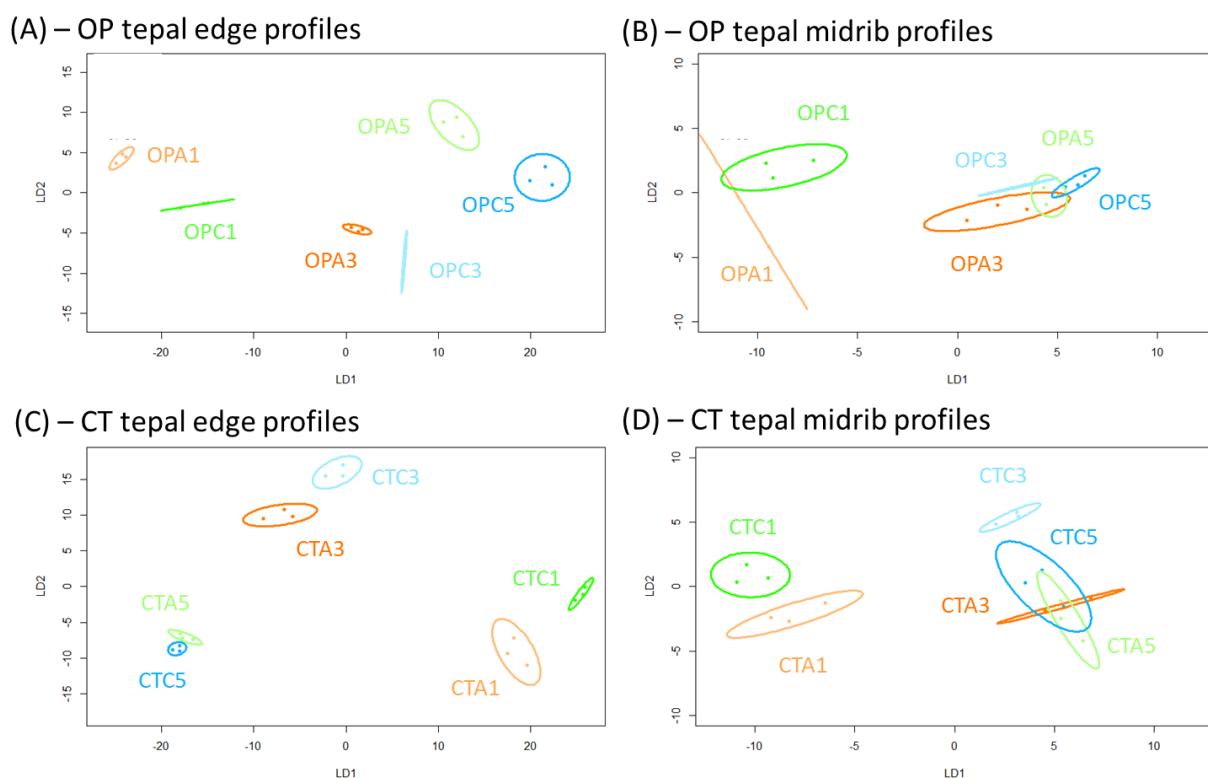 (A) – OP tepal edge profiles
15
10
5
0
-5
-10
-15
LD2
OPA1
OPC1
OPA3
OPA5
OPC3
OPC5
-20
-10
0
10
20
LD1
(B) – OP tepal midrib profiles
10
5
0
-5
-10
LD2
OPC1
OPA1
OPC3
OPA5
OPC5
OPA3
-10
-5
0
5
10
LD1
(C) – CT tepal edge profiles
15
10
5
0
-5
-10
-15
LD2
CTC3
CTA3
CTC1
CTA5
CTC5
CTA1
-20
-10
0
10
20
LD1
(D) – CT tepal midrib profiles
10
5
0
-5
-10
LD2
CTC3
CTC1
CTC5
CTA3
CTA1
CTA5
-10
-5
0
5
10
LD1